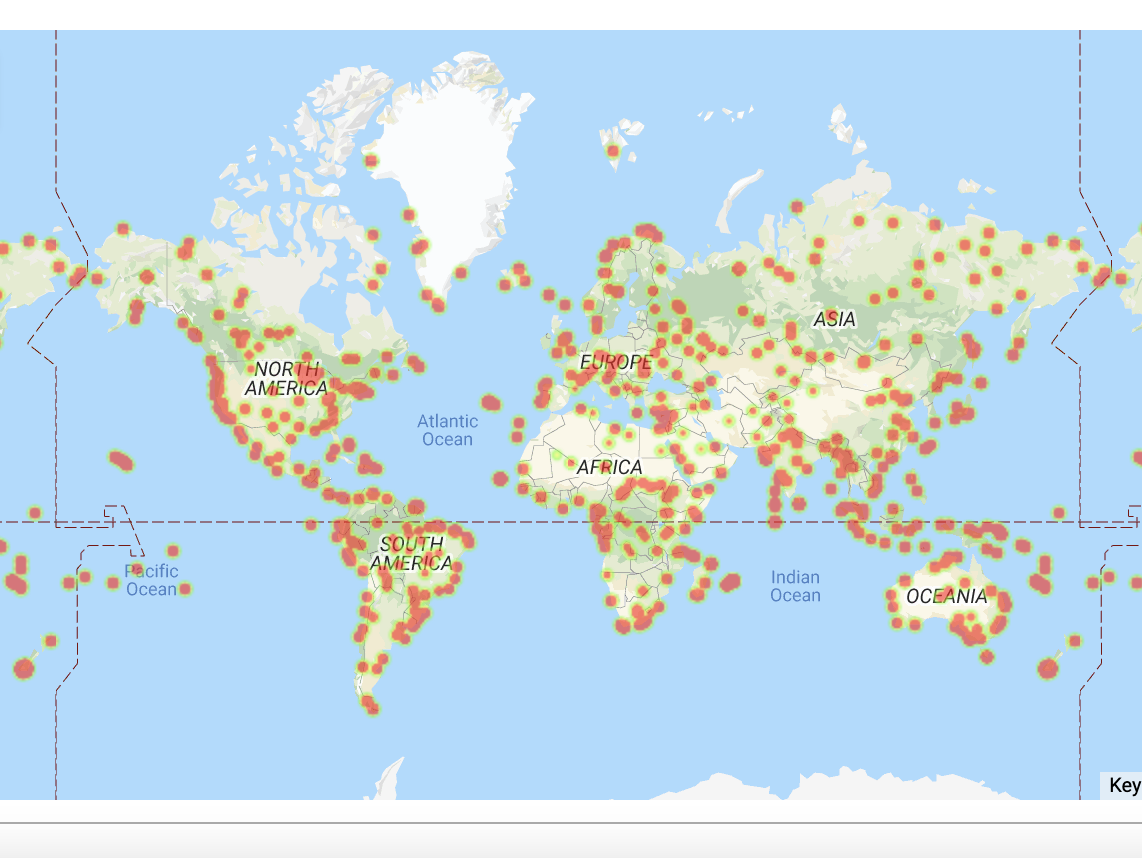 ASIA
EUROPE
NORTH
AMERICA
Atlantic
Ocean
AFRICA
SOUTH
AMERICA
Pacific
Ocean
Indian
Ocean
OCEANIA
Key